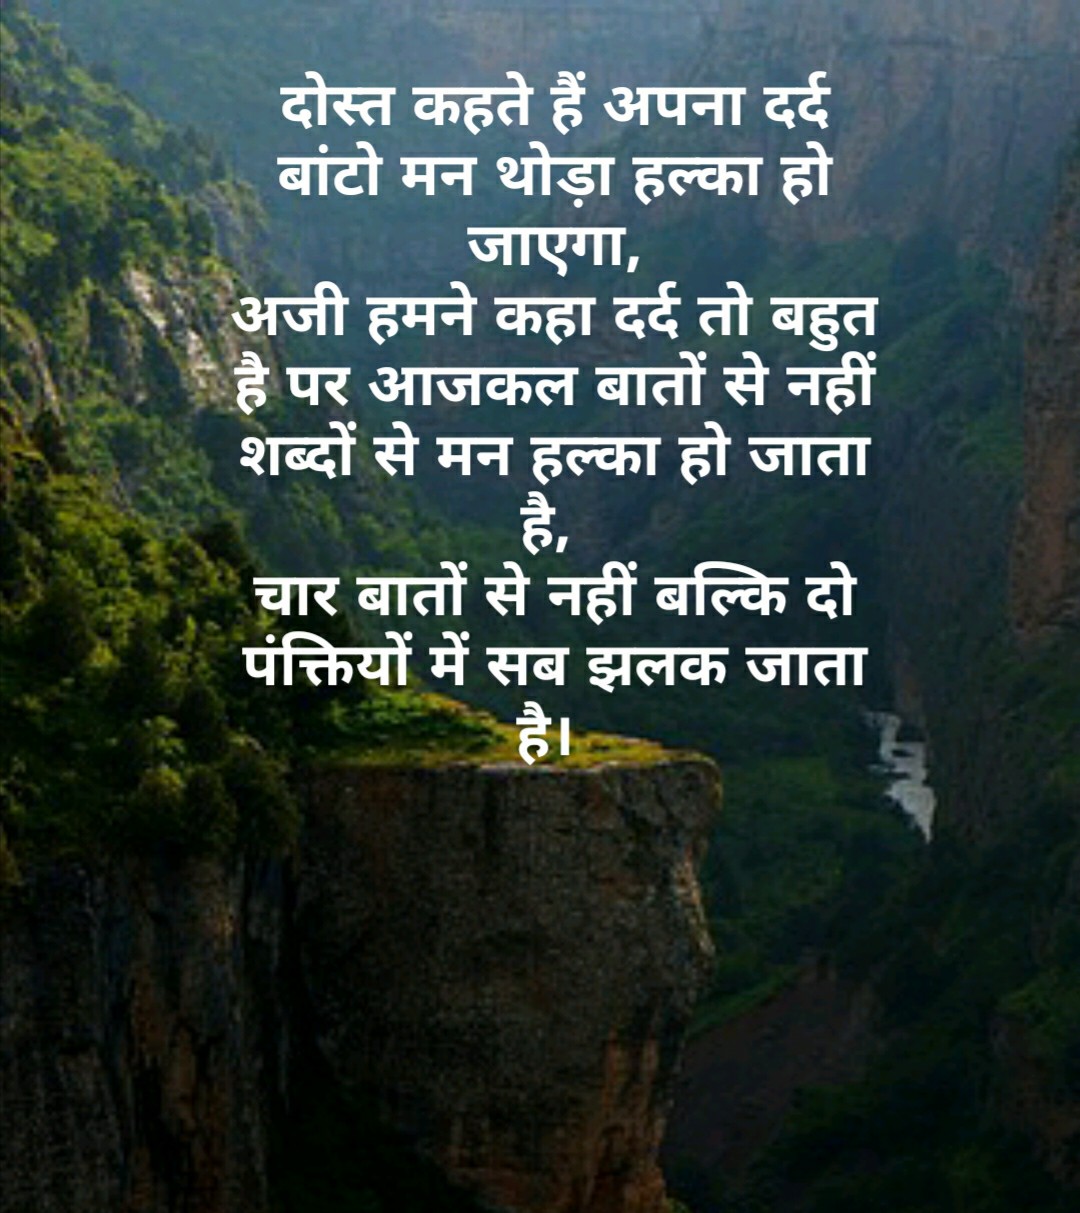 दोस्त कहते हैं अपना दर्द
बांटो मन थोड़ा हल्का हो
जाएगा,
अजी हमने कहा दर्द तो बहुत
है पर आजकल बातों से नहीं
शब्दों से मन हल्का हो जाता
है,
चार बातों से नहीं बल्कि दो
पंक्तियों में सब झलक जाता
है।